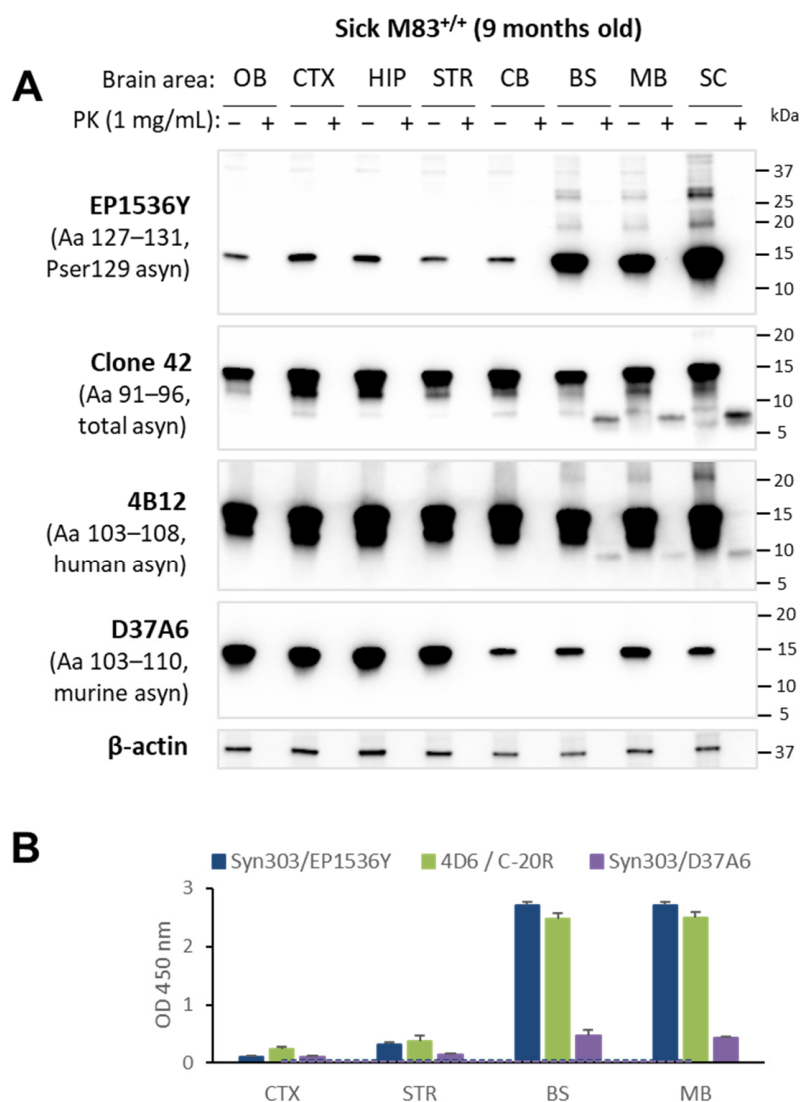 Sick M83+/+ (9 months old)
A
Brain area: OB CTX HIP STR CB BS MB SC
PK (1 mg/mL): – + – + – + – + – + – + – + – +
kDa
EP1536Y
(Aa 127–131,
Pser129 asyn)
37
25
20
15
10
Clone 42
(Aa 91–96,
total asyn)
20
15
10
5
4B12
(Aa 103–108,
human asyn)
20
15
10
5
D37A6
(Aa 103–110,
murine asyn)
20
15
10
5
β-actin
37
B
Syn303/EP1536Y 4D6 / C-20R Syn303/D37A6
OD 450 nm
3
2
1
0
CTX STR BS MB